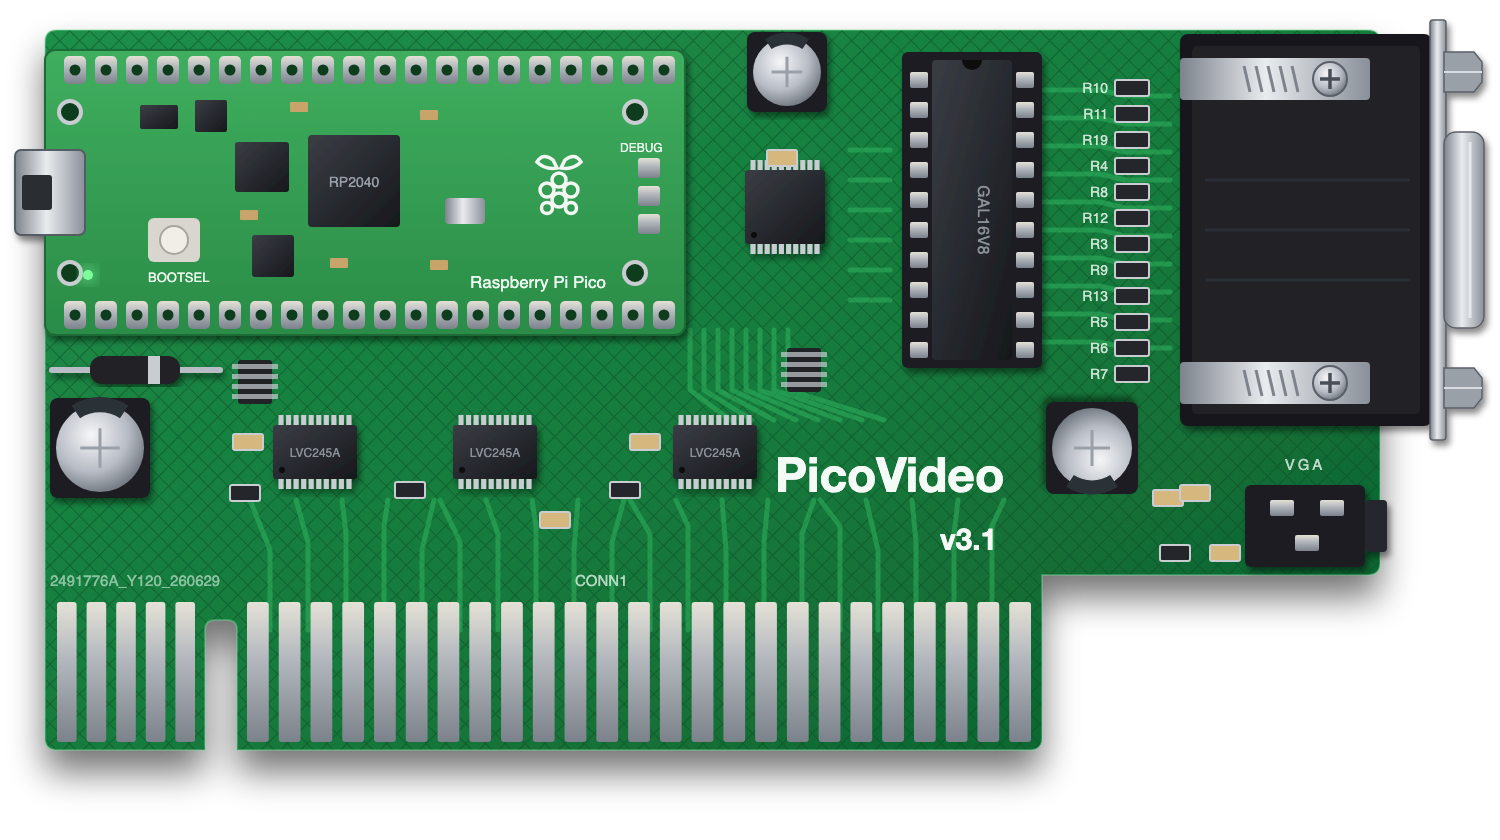 RP2040
DEBUG
BOOTSEL
Raspberry Pi Pico
GAL16V8
R10
R11
R19
R4
R8
R12
R3
R9
R13
R5
R6
R7
LVC245A
LVC245A
LVC245A
PicoVideo
v3.1
VGA
2491776A_Y120_260629
CONN1